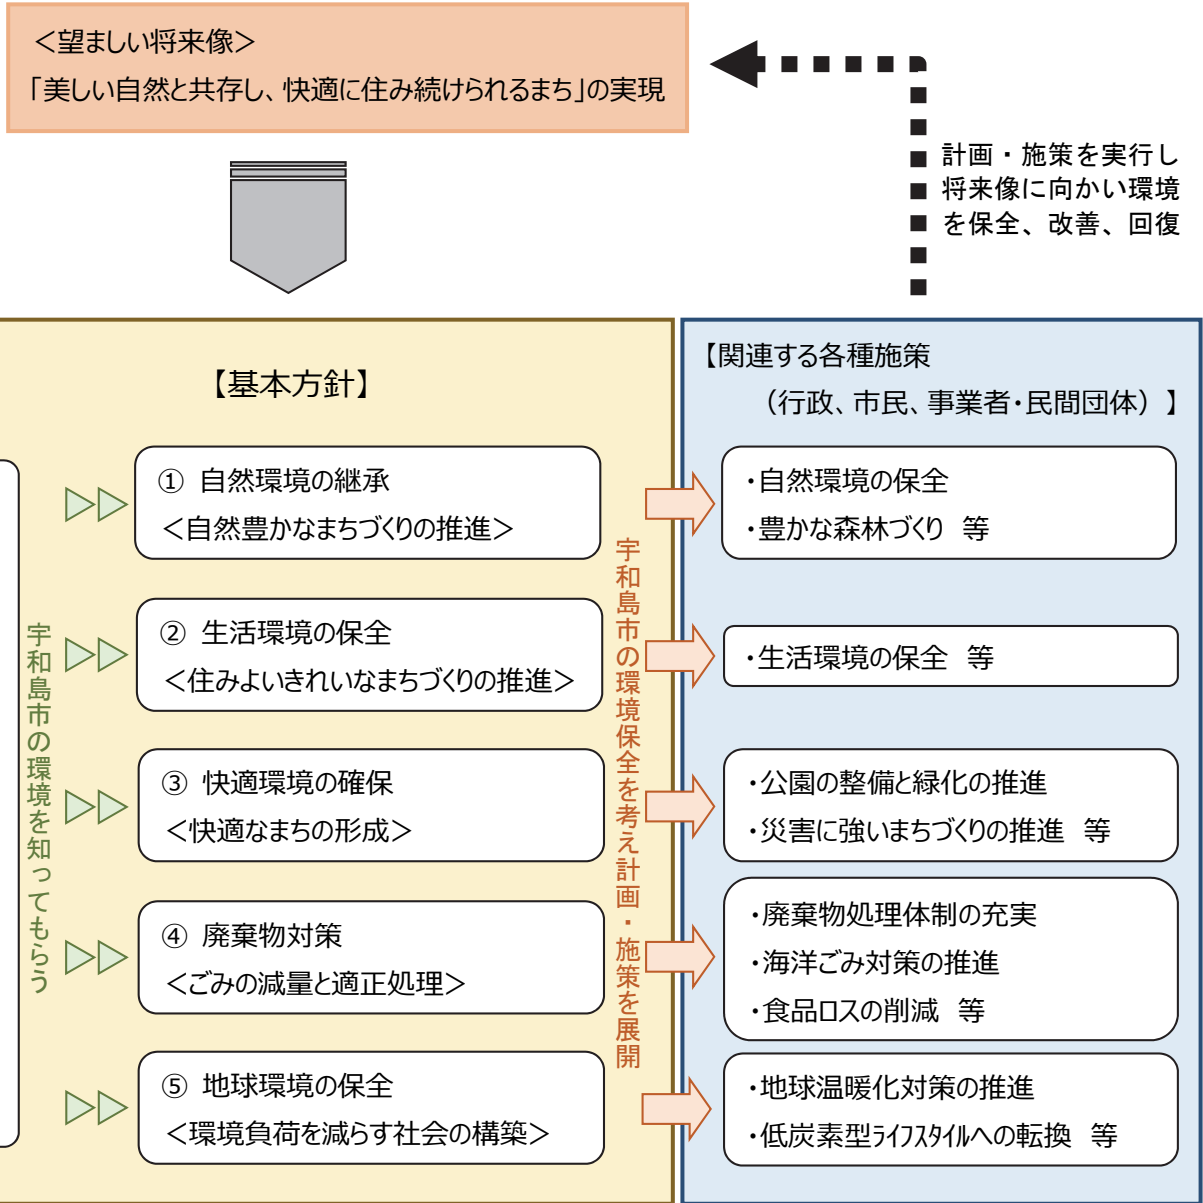 ＜望ましい将来像＞
「美しい自然と共存し、快適に住み続けられるまち」の実現
計画・施策を実行し
将来像に向かい環境
を保全、改善、回復
【基本方針】
【関連する各種施策
（行政、市民、事業者・民間団体）】
宇和島市の環境を知ってもらう
① 自然環境の継承
＜自然豊かなまちづくりの推進＞
② 生活環境の保全
＜住みよいきれいなまちづくりの推進＞
③ 快適環境の確保
＜快適なまちの形成＞
④ 廃棄物対策
＜ごみの減量と適正処理＞
⑤ 地球環境の保全
＜環境負荷を減らす社会の構築＞
宇和島市の環境保全を考え計画・施策を展開
・自然環境の保全
・豊かな森林づくり 等
・生活環境の保全 等
・公園の整備と緑化の推進
・災害に強いまちづくりの推進 等
・廃棄物処理体制の充実
・海洋ごみ対策の推進
・食品ロスの削減 等
・地球温暖化対策の推進
・低炭素型ﾗｲﾌｽﾀｲﾙへの転換 等